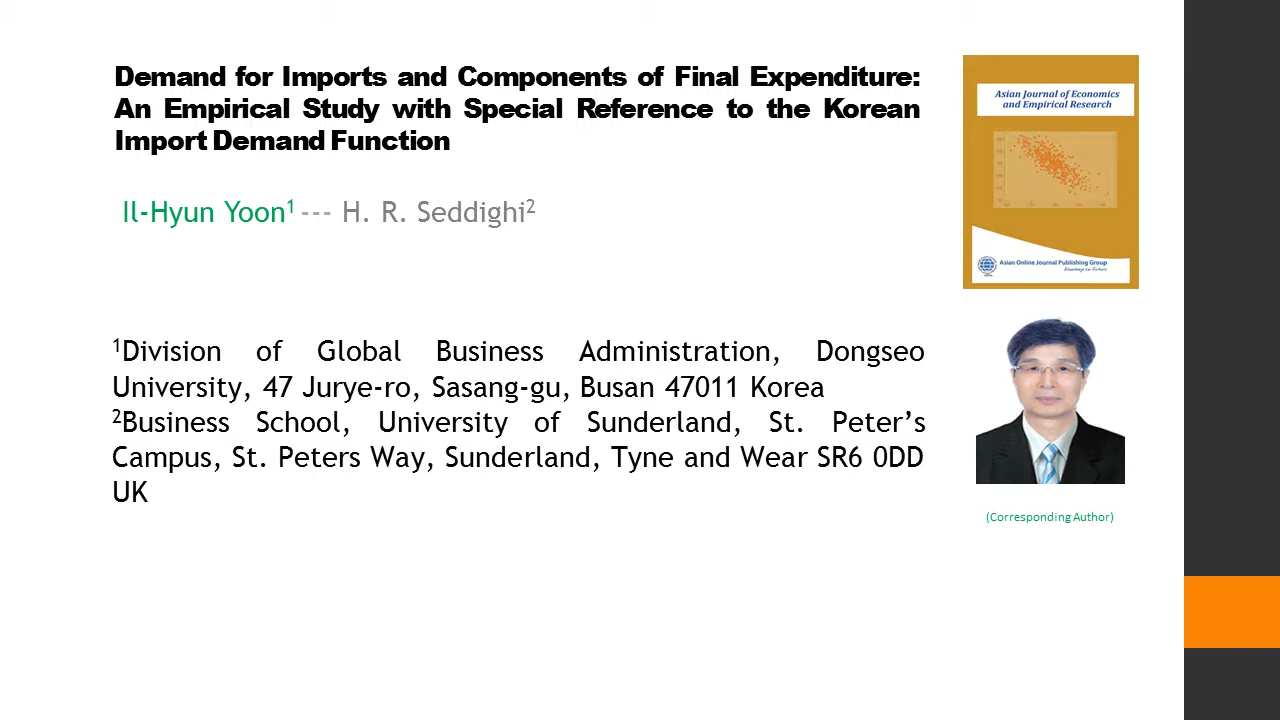 Demand for Imports and Components of Final Expenditure:
An Empirical Study with Special Reference to the Korean
Import Demand Function
Il-Hyun Yoon¹ --- H. R. Seddighi²
¹Division of Global Business Administration, Dongseo
University, 47 Jurye-ro, Sasang-gu, Busan 47011 Korea
²Business School, University of Sunderland, St. Peter’s
Campus, St. Peters Way, Sunderland, Tyne and Wear SR6 0DD
UK
Asian Journal of Economics
and Empirical Research
Asian Online Journal Publishing Group
Knowledge for Future
(Corresponding Author)